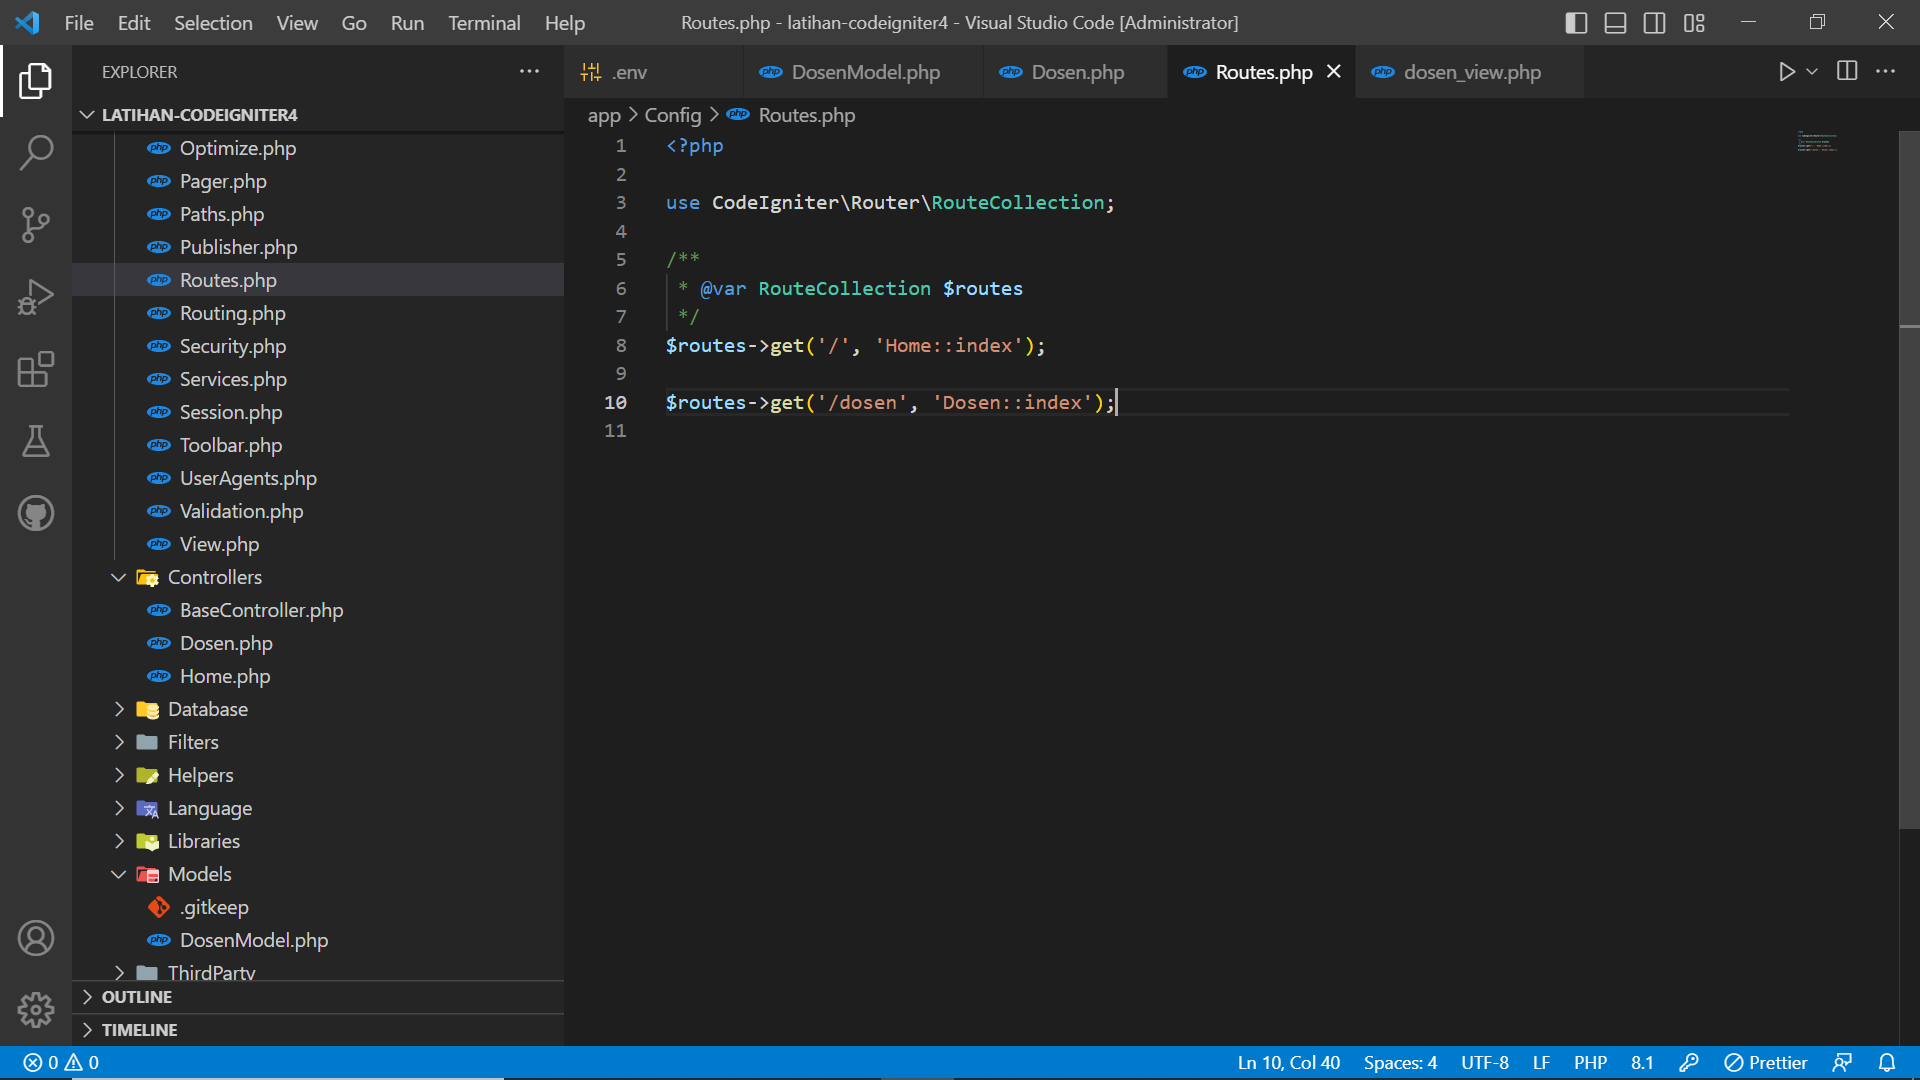 File Edit Selection View Go Run Terminal Help
Routes.php - latihan-codeigniter4 - Visual Studio Code [Administrator]
EXPLORER
LATIHAN-CODEIGNITER4
Optimize.php
Pager.php
Paths.php
Publisher.php
Routes.php
Routing.php
Security.php
Services.php
Session.php
Toolbar.php
UserAgents.php
Validation.php
View.php
Controllers
BaseController.php
Dosen.php
Home.php
Database
Filters
Helpers
Language
Libraries
Models
.gitkeep
DosenModel.php
ThirdParty
OUTLINE
TIMELINE
.env DosenModel.php Dosen.php Routes.php dosen_view.php
app > Config > Routes.php
1 <?php
2
3 use CodeIgniter\Router\RouteCollection;
4
5 /**
6 * @var RouteCollection $routes
7 */
8 $routes->get('/', 'Home::index');
9
10 $routes->get('/dosen', 'Dosen::index');
11
0 0 Ln 10, Col 40 Spaces: 4 UTF-8 LF PHP 8.1 Prettier